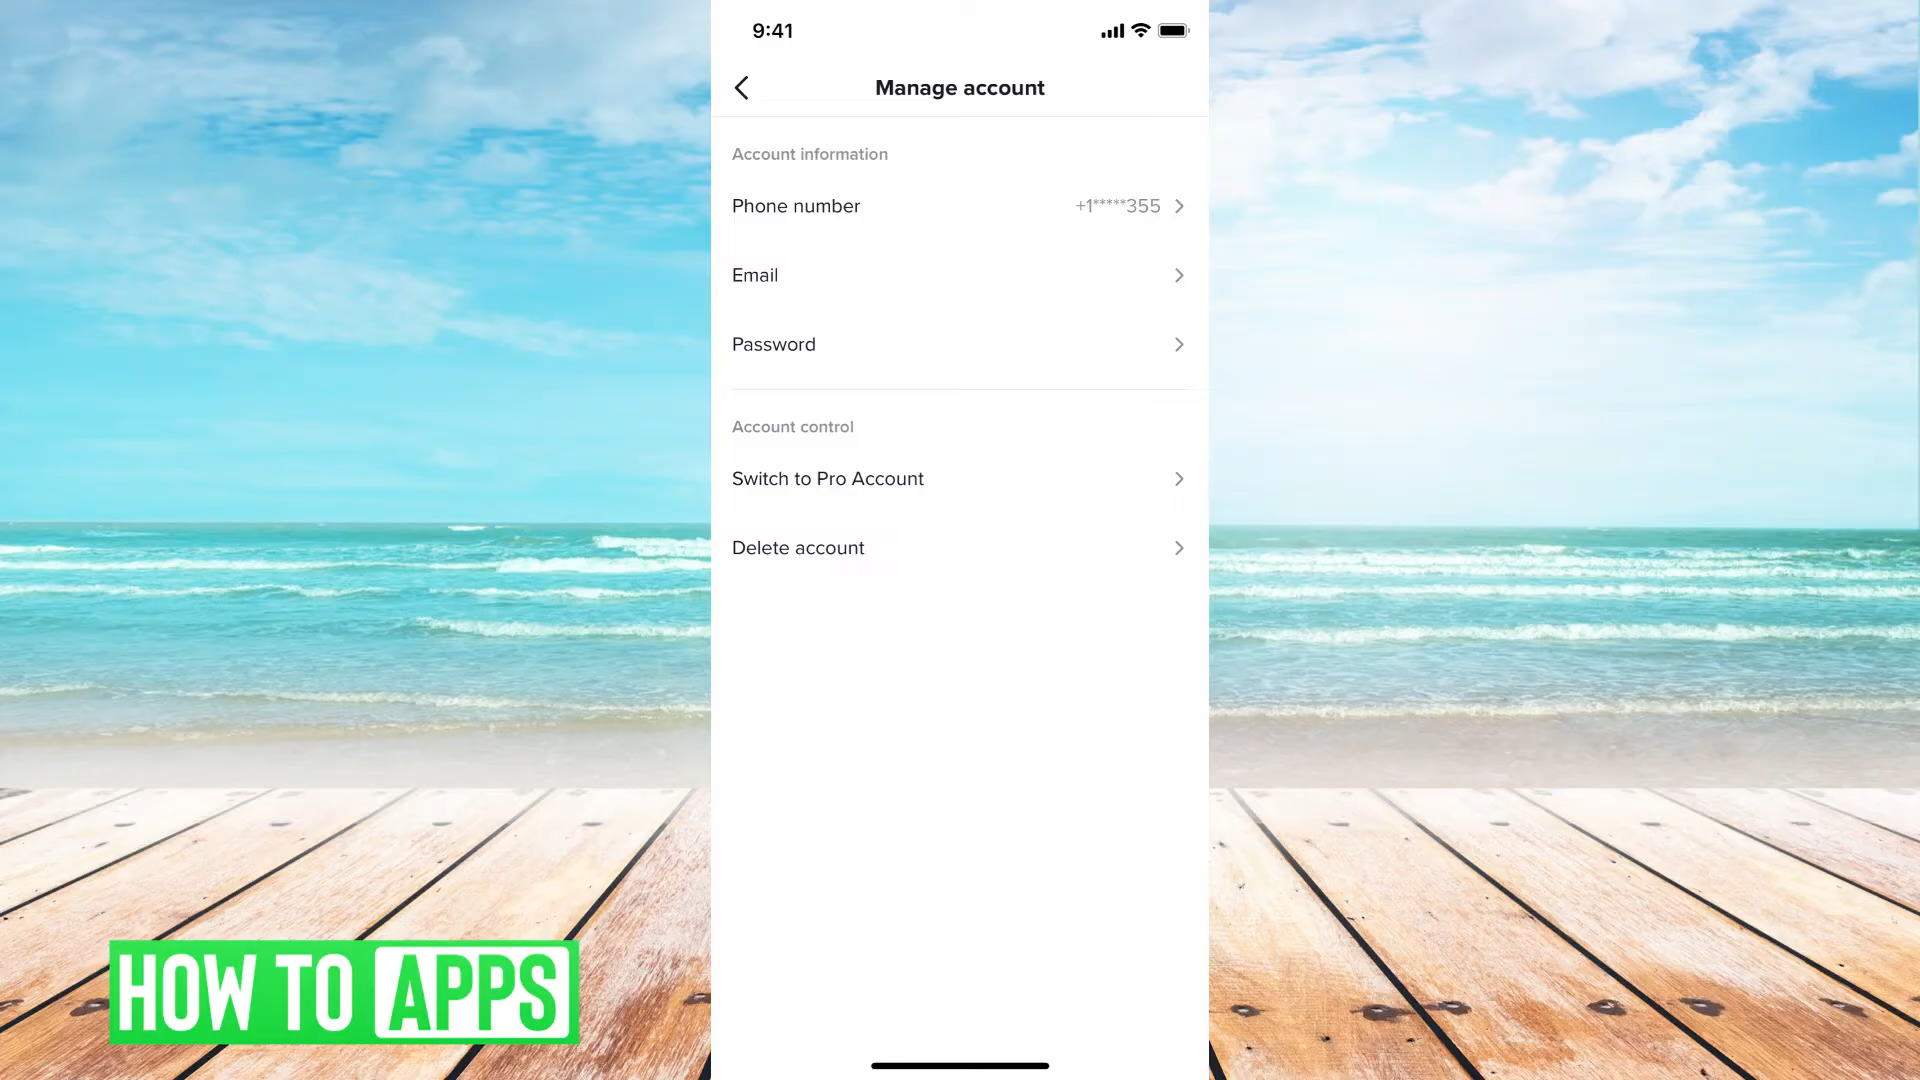 9:41
Manage account
Account information
Phone number +1*****355
Email
Password
Account control
Switch to Pro Account
Delete account
HOW TO APPS